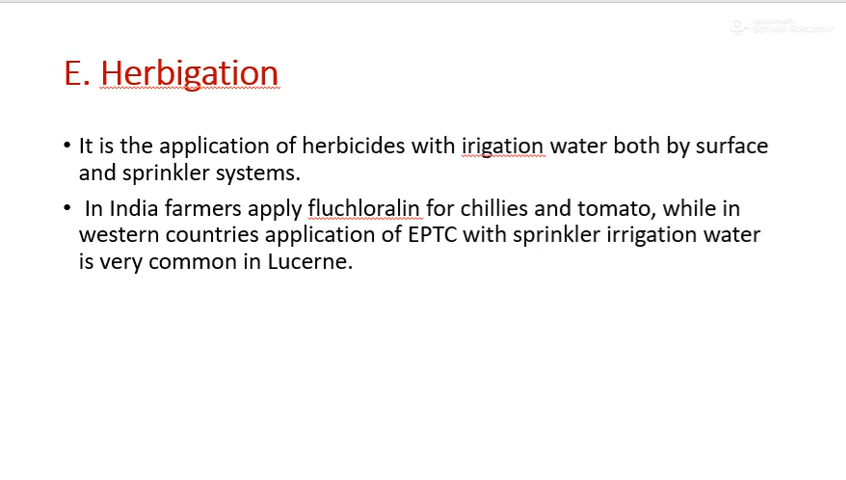 E. Herbigation
• It is the application of herbicides with irigation water both by surface
and sprinkler systems.
• In India farmers apply fluchloralin for chillies and tomato, while in
western countries application of EPTC with sprinkler irrigation water
is very common in Lucerne.